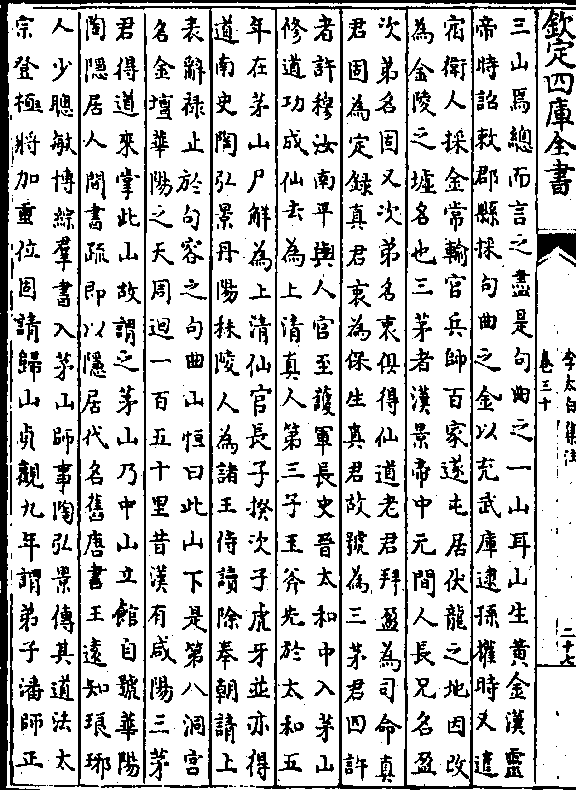 欽定四庫全書
李太白集注
卷三十
二十七
三山爲總而言之盡是句曲之一山耳山生黃金漢靈
帝時詔敕郡縣採句曲之金以充武庫逮孫權時又遣
宿衛人採金常輸官兵師百家遂屯居伏龍之地因改
為金陵之墟名也三茅者漢景帝中元間人長兄名盈
次弟名固又次弟名衷俱得仙道老君拜盈為司命真
君固為定録真君衷為保生真君故號為三茅君四許
者許穆汝南平輿人官至護軍長史晉太和中入茅山
修道功成仙去為上清真人第三子玉斧先於太和五
年在茅山尸解為上清仙官長子揆次子虎牙並亦得
道南史陶弘景丹陽秣陵人為諸王侍讀除奉朝請上
表辭祿止於句容之句曲山恒曰此山下是第八洞宫
名金壇華陽之天周迴一百五十里昔漢有咸陽三茅
君得道來掌此山故謂之茅山乃中山立館自號華陽
陶隱居人間書疏即以隱居代名舊唐書王遠知琅琊
人少聰敏博綜羣書入茅山師事陶弘景傳其道法太
宗登極將加重位固請歸山貞觀九年謂弟子潘師正